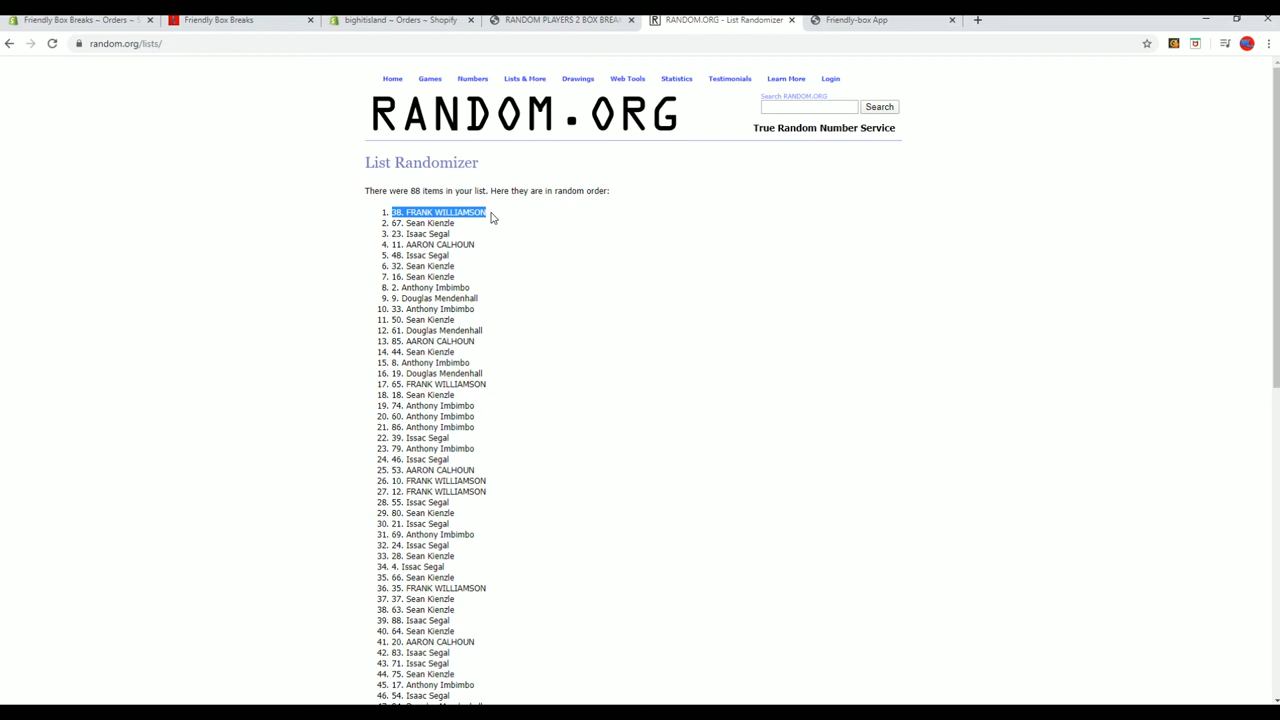 Friendly Box Breaks ~ Orders ~ S
Friendly Box Breaks
bighitisland ~ Orders ~ Shopify
RANDOM PLAYERS 2 BOX BREA
RANDOM.ORG - List Randomizer
Friendly-box App
random.org/lists/
Home Games Numbers Lists & More Drawings Web Tools Statistics Testimonials Learn More Login
Search RANDOM.ORG
RANDOM.ORG
Search
True Random Number Service
List Randomizer
There were 88 items in your list. Here they are in random order:
1. 38. FRANK WILLIAMSON
2. 67. Sean Kienzle
3. 23. Isaac Segal
4. 11. AARON CALHOUN
5. 48. Issac Segal
6. 32. Sean Kienzle
7. 16. Sean Kienzle
8. 2. Anthony Imbimbo
9. 9. Douglas Mendenhall
10. 33. Anthony Imbimbo
11. 50. Sean Kienzle
12. 61. Douglas Mendenhall
13. 85. AARON CALHOUN
14. 44. Sean Kienzle
15. 8. Anthony Imbimbo
16. 19. Douglas Mendenhall
17. 65. FRANK WILLIAMSON
18. 18. Sean Kienzle
19. 74. Anthony Imbimbo
20. 60. Anthony Imbimbo
21. 86. Anthony Imbimbo
22. 39. Issac Segal
23. 79. Anthony Imbimbo
24. 46. Issac Segal
25. 53. AARON CALHOUN
26. 10. FRANK WILLIAMSON
27. 12. FRANK WILLIAMSON
28. 55. Issac Segal
29. 80. Sean Kienzle
30. 21. Issac Segal
31. 69. Anthony Imbimbo
32. 24. Issac Segal
33. 28. Sean Kienzle
34. 4. Issac Segal
35. 66. Sean Kienzle
36. 35. FRANK WILLIAMSON
37. 37. Sean Kienzle
38. 63. Sean Kienzle
39. 88. Issac Segal
40. 64. Sean Kienzle
41. 20. AARON CALHOUN
42. 83. Issac Segal
43. 71. Issac Segal
44. 75. Sean Kienzle
45. 17. Anthony Imbimbo
46. 54. Issac Segal